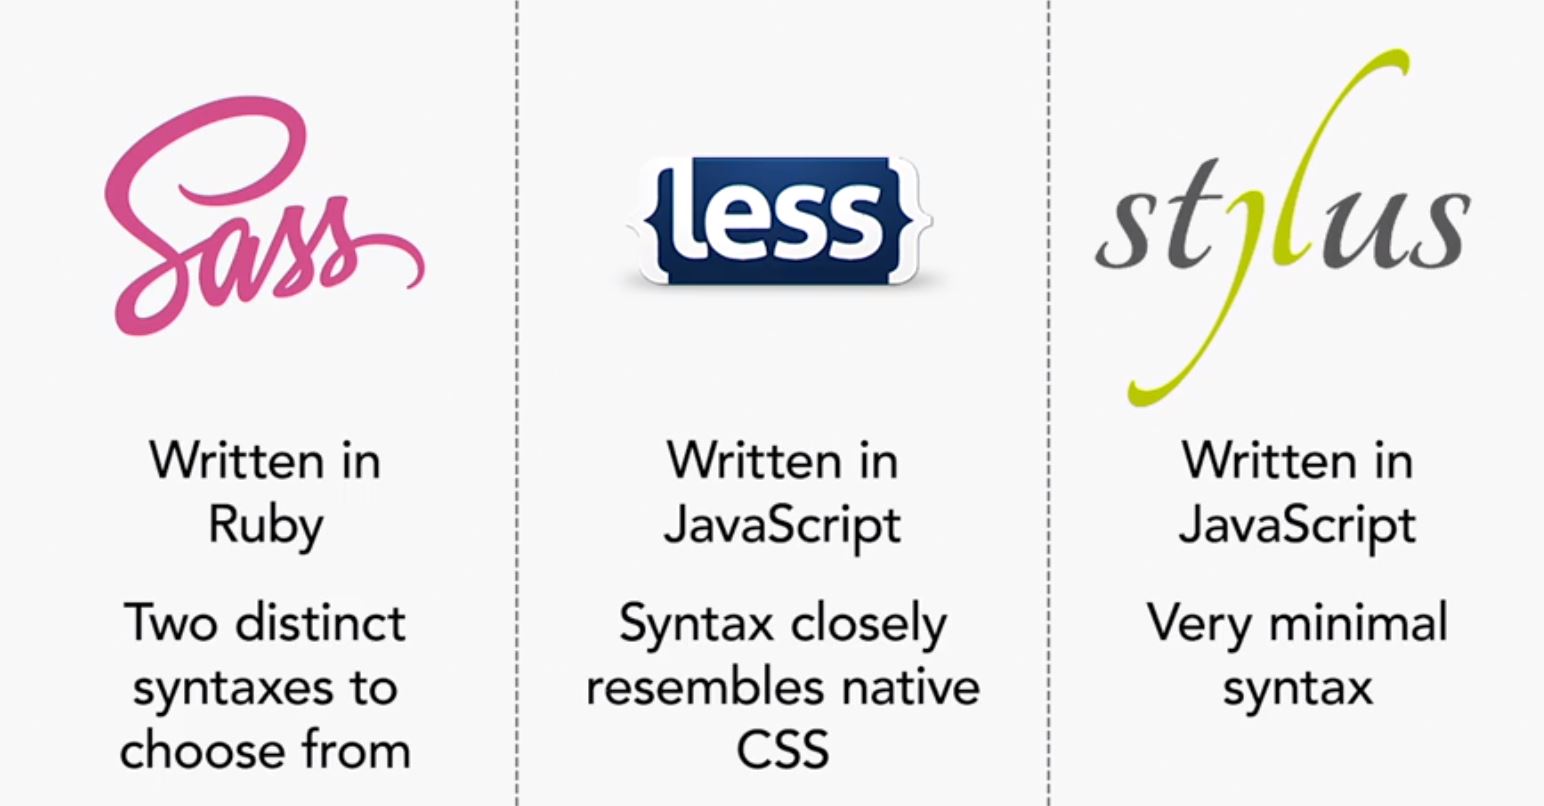 Sass
less
stylus
Written in
Ruby
Two distinct
syntaxes to
choose from
Written in
JavaScript
Syntax closely
resembles native
CSS
Written in
JavaScript
Very minimal
syntax